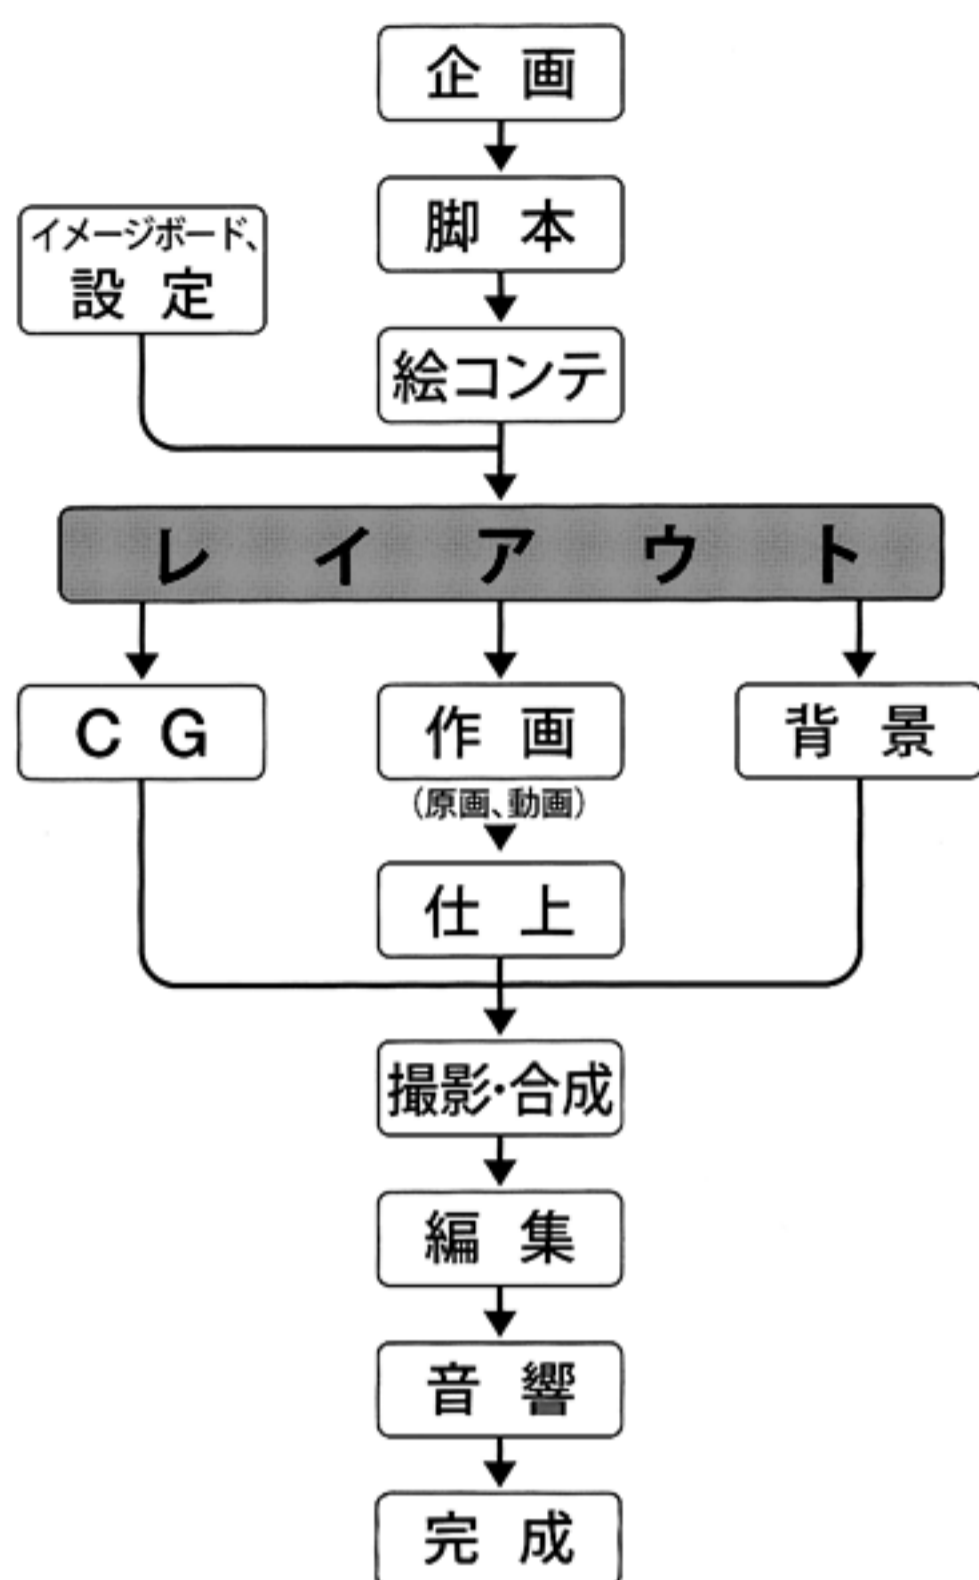 企画
脚本
イメージボード、
設定
絵コンテ
レイアウト
CG
作画
(原画、動画)
背景
仕上
撮影・合成
編集
音響
完成